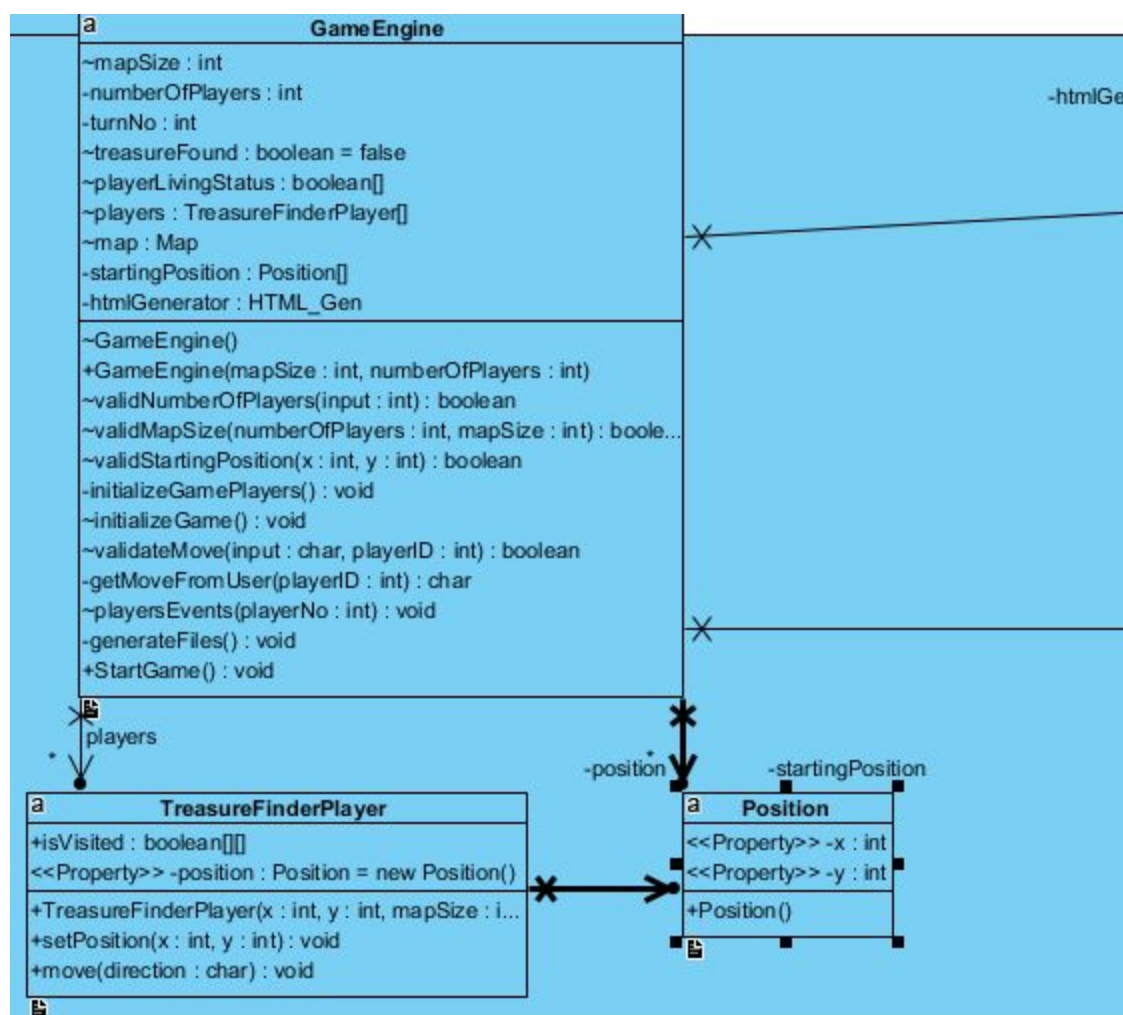 a
GameEngine
~mapSize : int
-numberOfPlayers : int
-turnNo : int
~treasureFound : boolean = false
~playerLivingStatus : boolean[]
~players : TreasureFinderPlayer[]
~map : Map
-startingPosition : Position[]
-htmlGenerator : HTML_Gen
~GameEngine()
+GameEngine(mapSize : int, numberOfPlayers : int)
~validNumberOfPlayers(input : int) : boolean
~validMapSize(numberOfPlayers : int, mapSize : int) : boole...
~validStartingPosition(x : int, y : int) : boolean
-initializeGamePlayers() : void
~initializeGame() : void
~validateMove(input : char, playerID : int) : boolean
-getMoveFromUser(playerID : int) : char
~playersEvents(playerNo : int) : void
-generateFiles() : void
+StartGame() : void
-htmlGe
players
*
-position
*
-startingPosition
a
TreasureFinderPlayer
+isVisited : boolean[][]
<<Property>> -position : Position = new Position()
+TreasureFinderPlayer(x : int, y : int, mapSize : i...
+setPosition(x : int, y : int) : void
+move(direction : char) : void
a
Position
<<Property>> -x : int
<<Property>> -y : int
+Position()